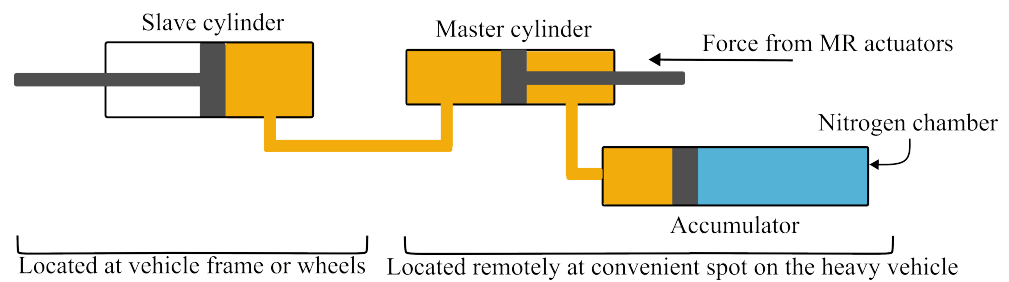 Slave cylinder
Master cylinder
Force from MR actuators
Nitrogen chamber
Accumulator
Located at vehicle frame or wheels
Located remotely at convenient spot on the heavy vehicle